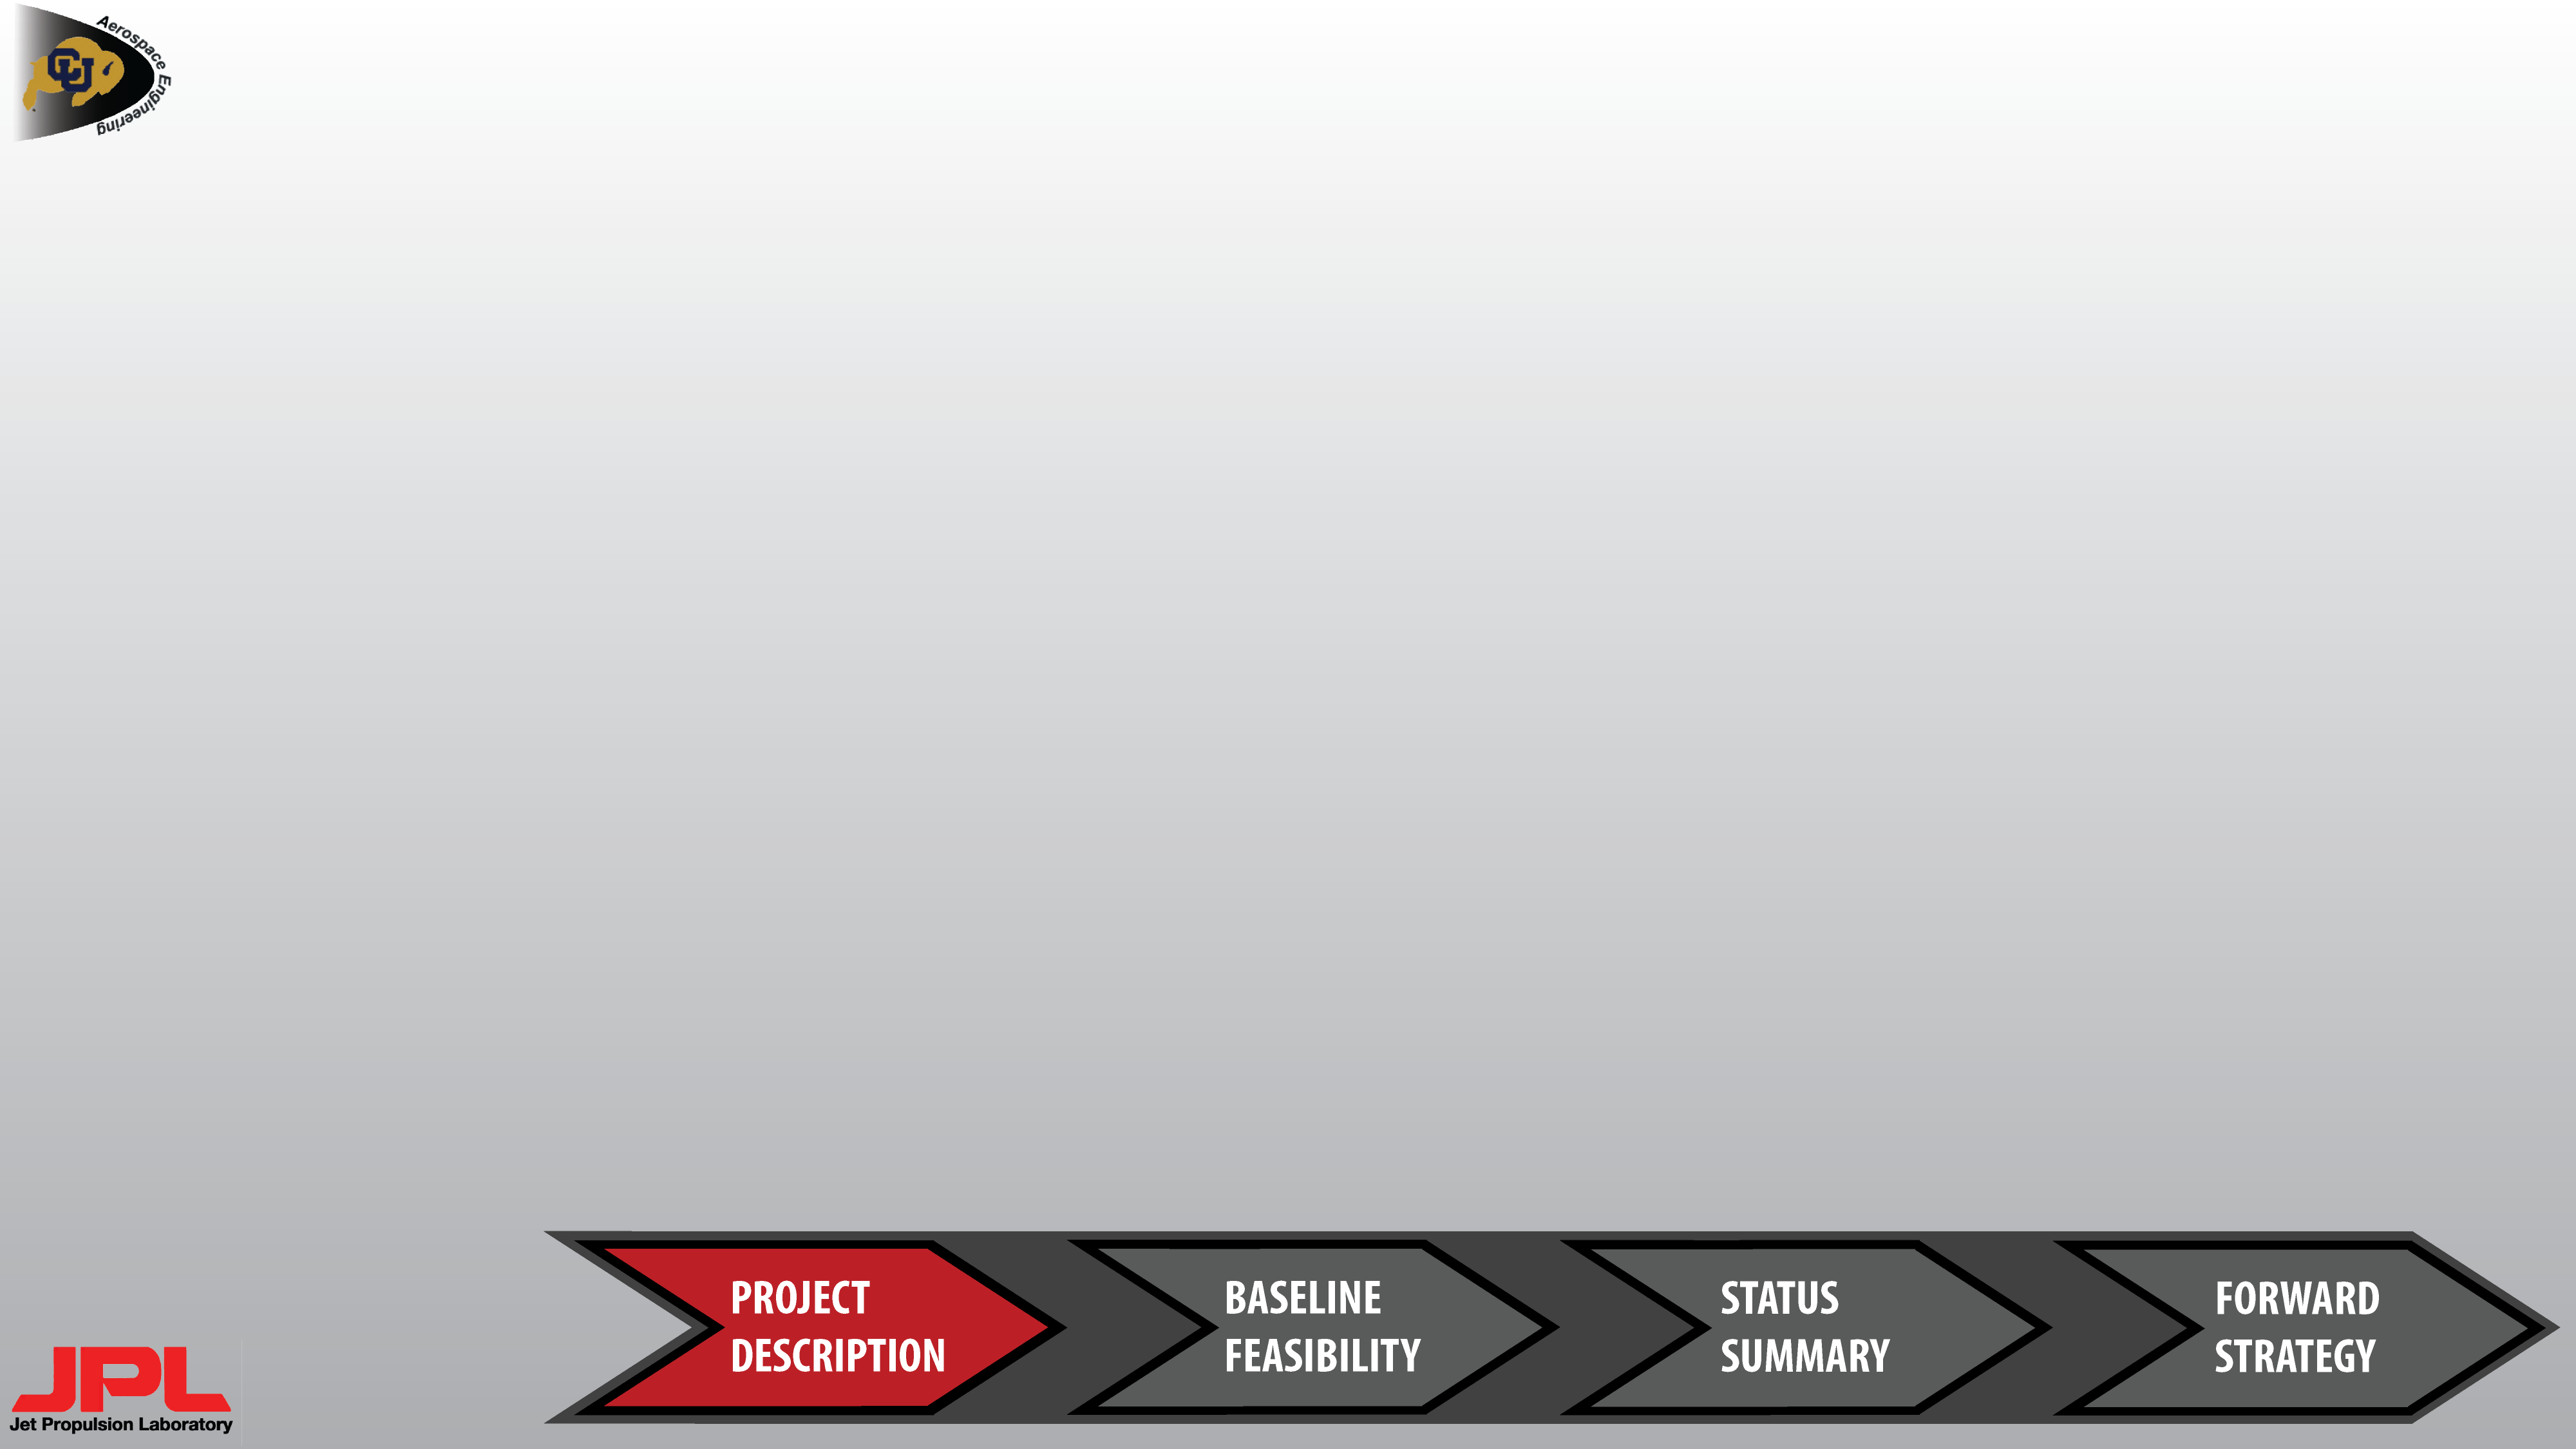 Aerospace Engineering
CU
PROJECT
DESCRIPTION
BASELINE
FEASIBILITY
STATUS
SUMMARY
FORWARD
STRATEGY
JPL
Jet Propulsion Laboratory